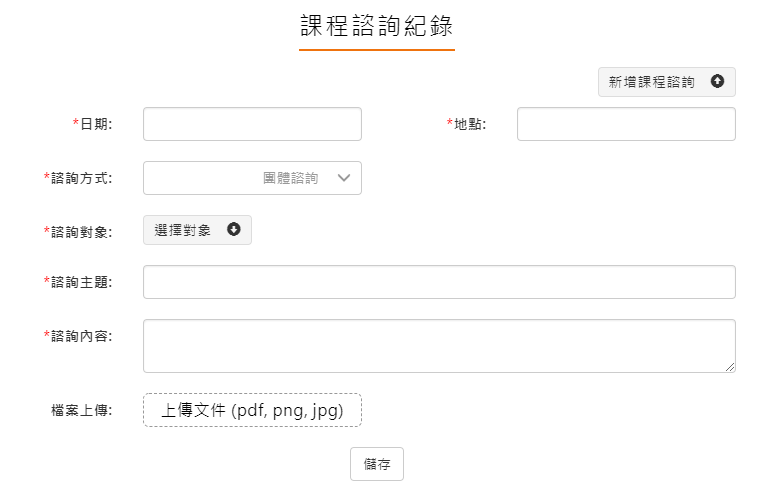 課程諮詢紀錄
新增課程諮詢
*日期:
*地點:
*諮詢方式: 團體諮詢
*諮詢對象: 選擇對象
*諮詢主題:
*諮詢內容:
檔案上傳: 上傳文件 (pdf, png, jpg)
儲存